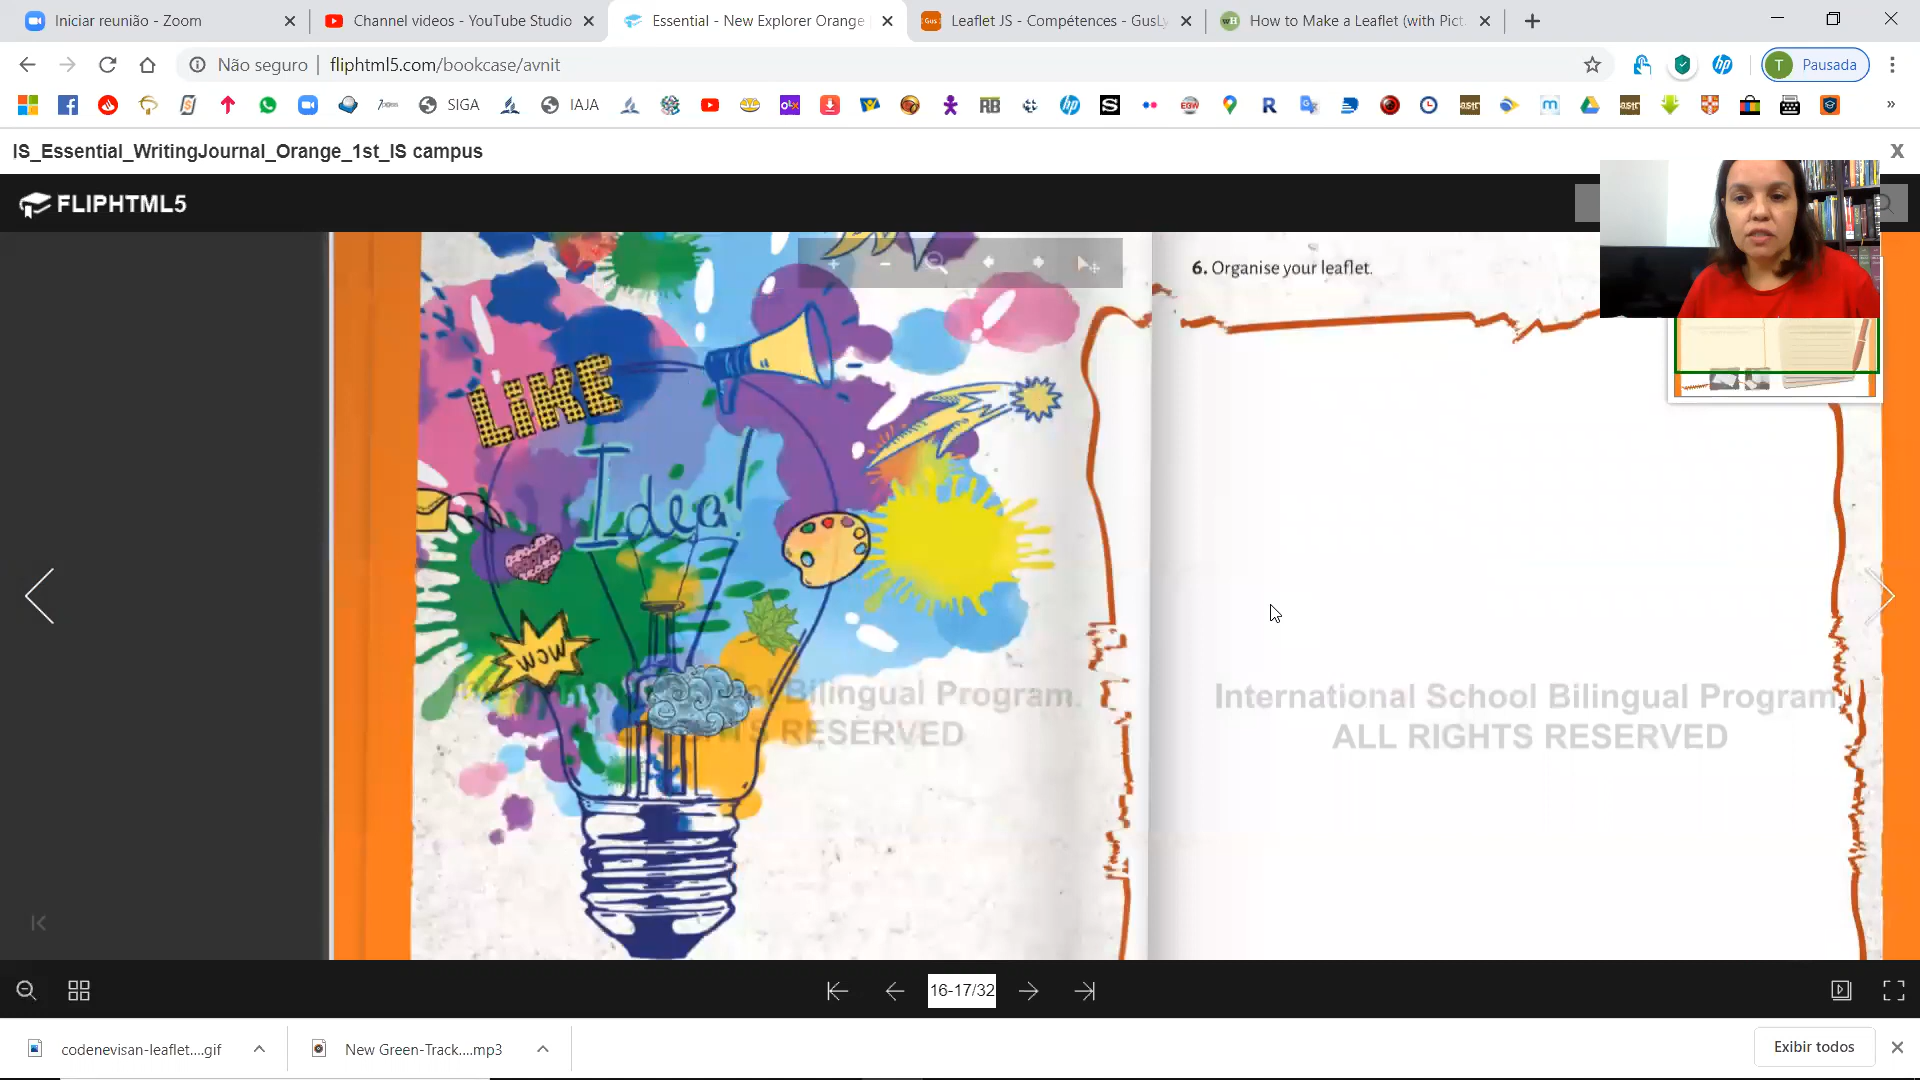 Iniciar reunião - Zoom
Channel videos - YouTube Studio
Essential - New Explorer Orange
Leaflet JS - Compétences - GusLy
How to Make a Leaflet (with Pict
Não seguro
fliphtml5.com/bookcase/avnit
T Pausada
SIGA
IAJA
IS_Essential_WritingJournal_Orange_1st_IS campus
X
FLIPHTML5
6. Organise your leaflet.
LIKE
Idea!
WOW
Bilingual Program
RESERVED
International School Bilingual Program
ALL RIGHTS RESERVED
16-17/32
codenevisan-leaflet....gif
New Green-Track....mp3
Exibir todos